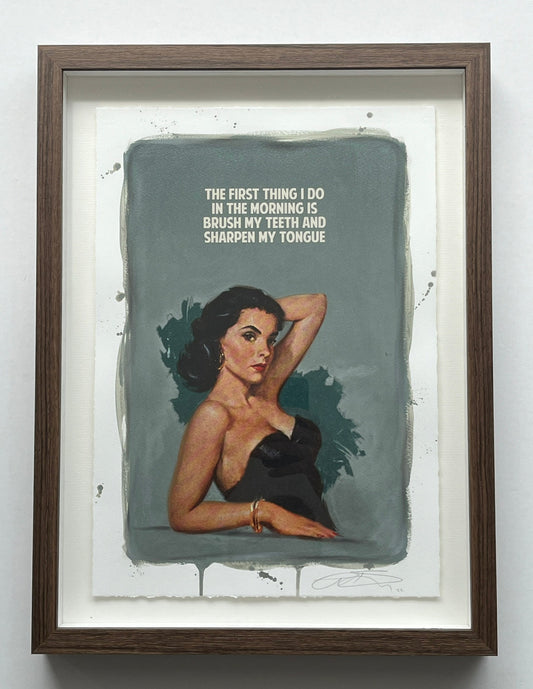 THE FIRST THING I DO
IN THE MORNING IS
BRUSH MY TEETH AND
SHARPEN MY TONGUE